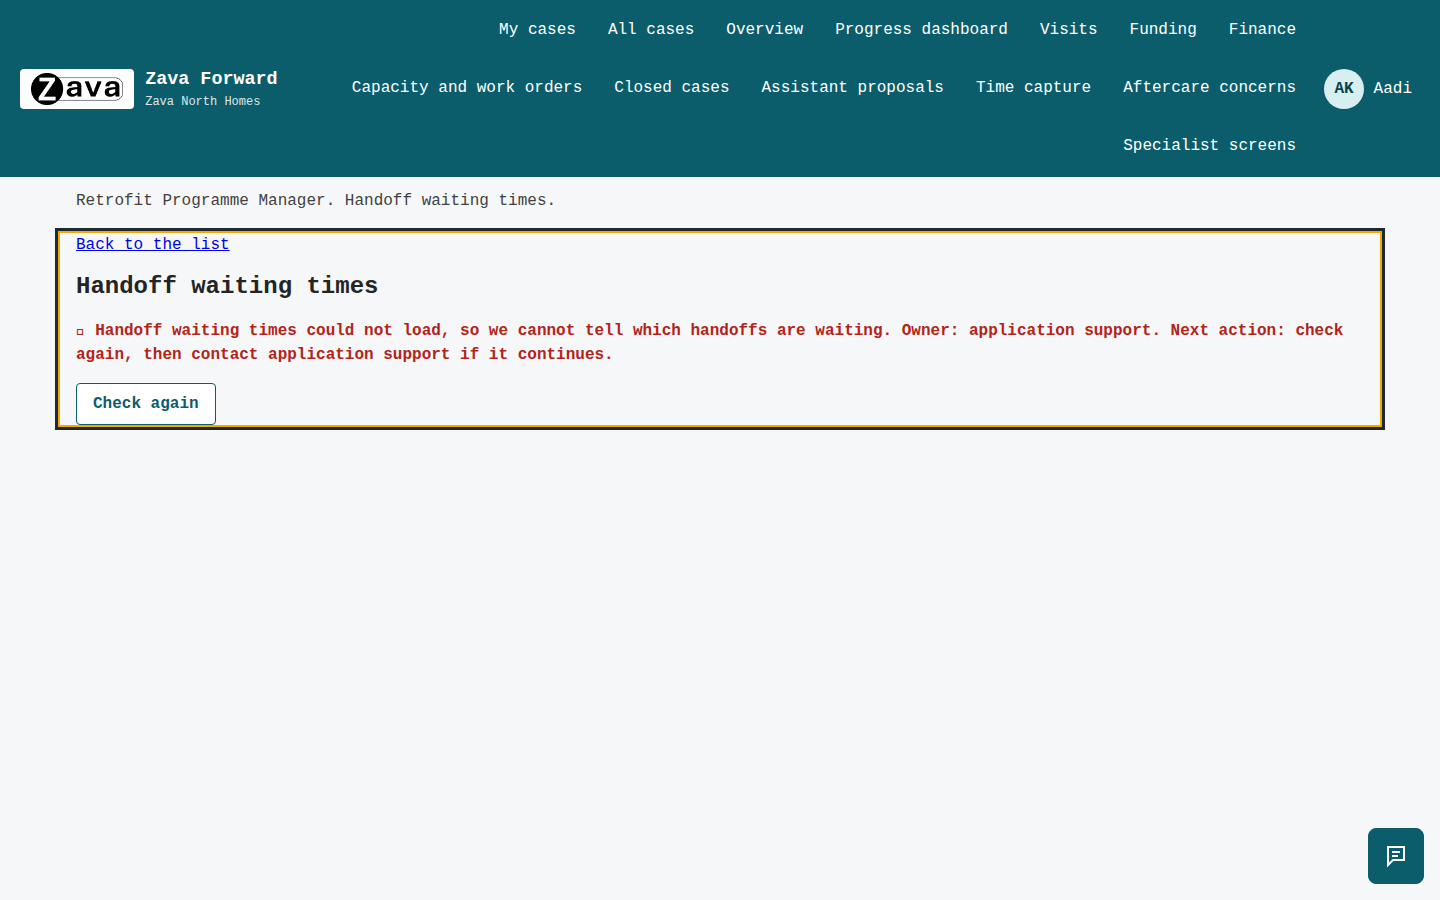 My cases All cases Overview Progress dashboard Visits Funding Finance
Zava
Zava Forward
Zava North Homes
Capacity and work orders Closed cases Assistant proposals Time capture Aftercare concerns
AK Aadi
Specialist screens
Retrofit Programme Manager. Handoff waiting times.
Back to the list
Handoff waiting times
Handoff waiting times could not load, so we cannot tell which handoffs are waiting. Owner: application support. Next action: check
again, then contact application support if it continues.
Check again